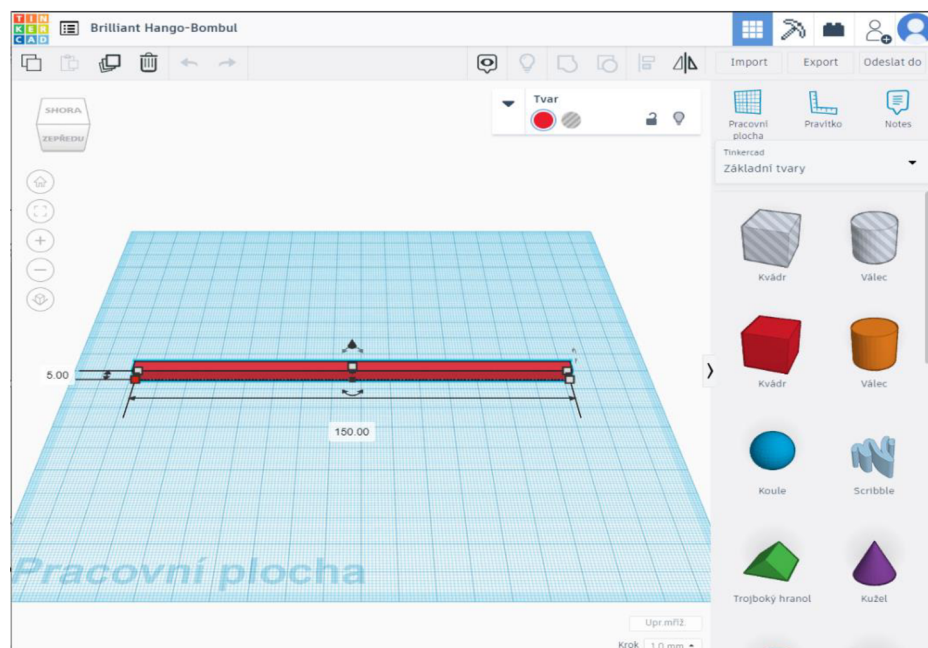 TIN
KER
CAD
Brilliant Hango-Bombul
Import
Export
Odeslat do
SHORA
ZEPŘEDU
Tvar
Pracovní
plocha
Pravítko
Notes
Tinkercad
Základní tvary
Kvádr
Válec
Kvádr
Válec
5.00
150.00
Koule
Scribble
Trojboký hranol
Kužel
Pracovní plocha
Upr.mříž.
Krok 1.0 mm